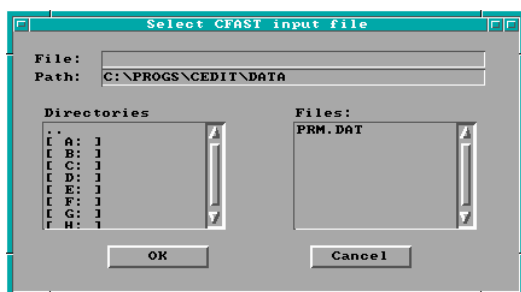 Select CFAST input file
File:
Path: C:\PROGS\CEDIT\DATA
Directories
..
[ A: ]
[ B: ]
[ C: ]
[ D: ]
[ E: ]
[ F: ]
[ G: ]
[ H: ]
Files:
PRM.DAT
OK
Cancel